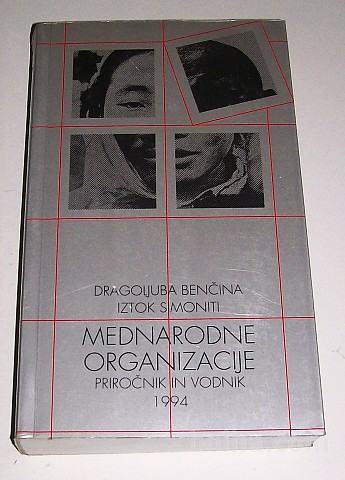 DRAGOLJUBA BENČINA
IZTOK SIMONITI
MEDNARODNE
ORGANIZACIJE
PRIROČNIK IN VODNIK
1994